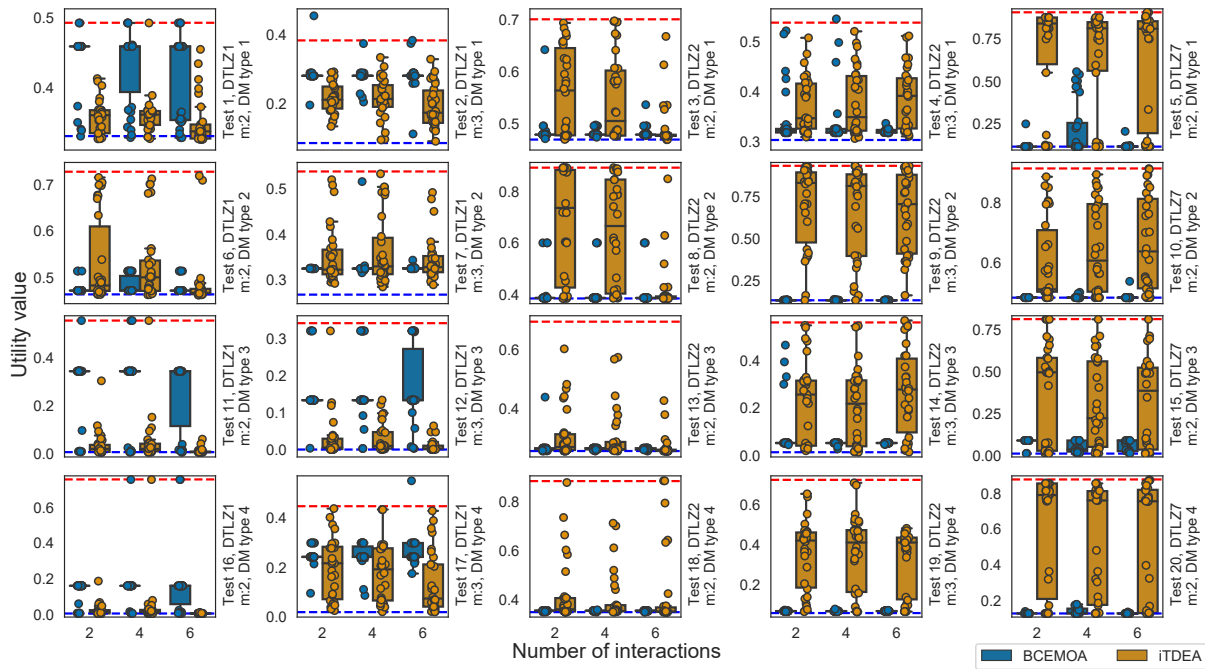 0.5
0.4
Test 1, DTLZ1
m:2, DM type 1
0.4
0.2
Test 2, DTLZ1
m:3, DM type 1
0.7
0.6
0.5
Test 3, DTLZ2
m:2, DM type 1
0.5
0.4
0.3
Test 4, DTLZ2
m:3, DM type 1
0.75
0.50
0.25
Test 5, DTLZ7
m:2, DM type 1
0.7
0.6
0.5
Test 6, DTLZ1
m:2, DM type 2
0.5
0.4
0.3
Test 7, DTLZ1
m:3, DM type 2
0.8
0.6
0.4
Test 8, DTLZ2
m:2, DM type 2
0.75
0.50
0.25
Test 9, DTLZ2
m:3, DM type 2
0.8
0.6
Test 10, DTLZ7
m:2, DM type 2
0.4
0.2
0.0
Test 11, DTLZ1
m:2, DM type 3
0.3
0.2
0.1
0.0
Test 12, DTLZ1
m:3, DM type 3
0.6
0.4
Test 13, DTLZ2
m:2, DM type 3
0.4
0.2
0.0
Test 14, DTLZ2
m:3, DM type 3
0.75
0.50
0.25
0.00
Test 15, DTLZ7
m:2, DM type 3
0.6
0.4
0.2
0.0
Test 16, DTLZ1
m:2, DM type 4
0.4
0.2
0.0
Test 17, DTLZ1
m:3, DM type 4
0.8
0.6
0.4
Test 18, DTLZ2
m:2, DM type 4
0.6
0.4
0.2
Test 19, DTLZ2
m:3, DM type 4
0.8
0.6
0.4
0.2
Test 20, DTLZ7
m:2, DM type 4
Utility value
2 4 6
2 4 6
2 4 6
2 4 6
2 4 6
Number of interactions
BCEMOA iTDEA